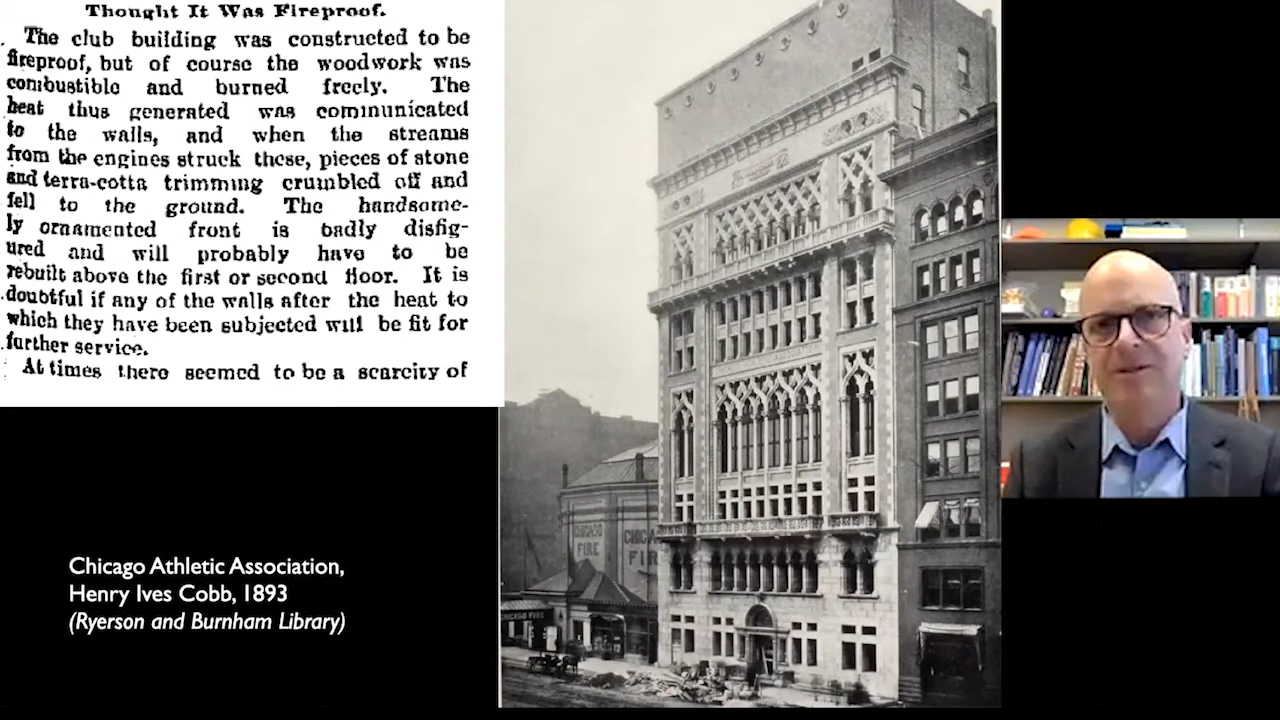 Thought It Was Fireproof.
The club building was constructed to be
fireproof, but of course the woodwork was
combustible and burned freely. The
heat thus generated was communicated
to the walls, and when the streams
from the engines struck these, pieces of stone
and terra-cotta trimming crumbled off and
fell to the ground. The handsome-
ly ornamented front is badly disfig-
ured and will probably have to be
rebuilt above the first or second floor. It is
doubtful if any of the walls after the heat to
which they have been subjected will be fit for
further service.
At times there seemed to be a scarcity of
CHICAGO
FIRE
CHICA
FIR
CHICAGO FIRE
Chicago Athletic Association,
Henry Ives Cobb, 1893
(Ryerson and Burnham Library)